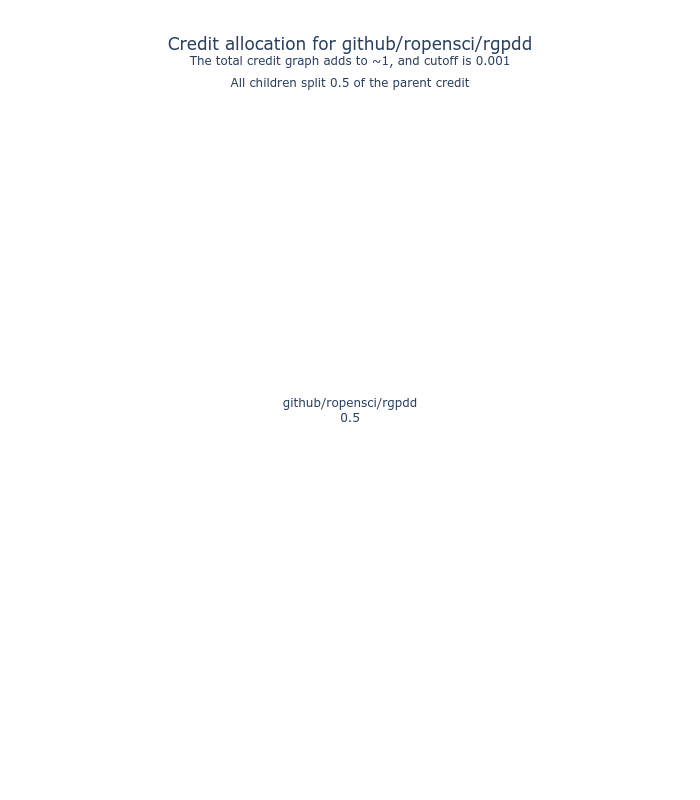 Credit allocation for github/ropensci/rgpdd
The total credit graph adds to ~1, and cutoff is 0.001
All children split 0.5 of the parent credit
github/ropensci/rgpdd
0.5